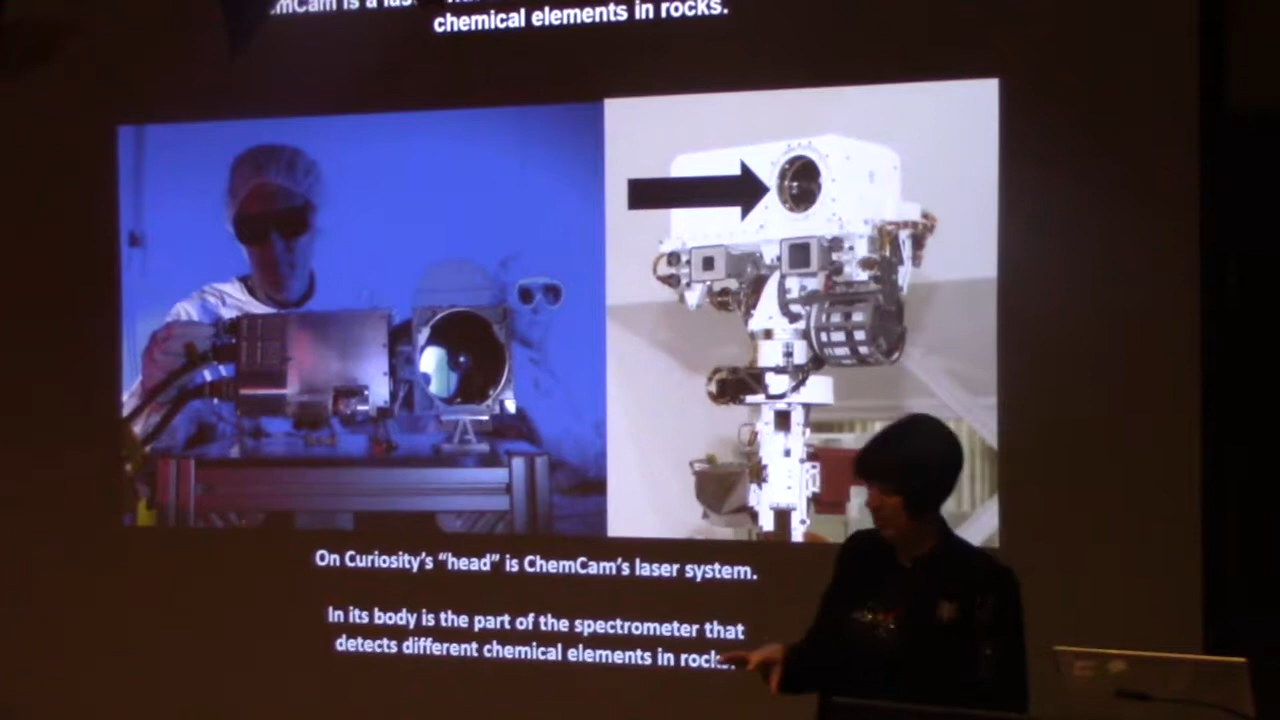 is a
chemical elements in rocks.
On Curiosity's “head” is ChemCam's laser system.
In its body is the part of the spectrometer that
detects different chemical elements in